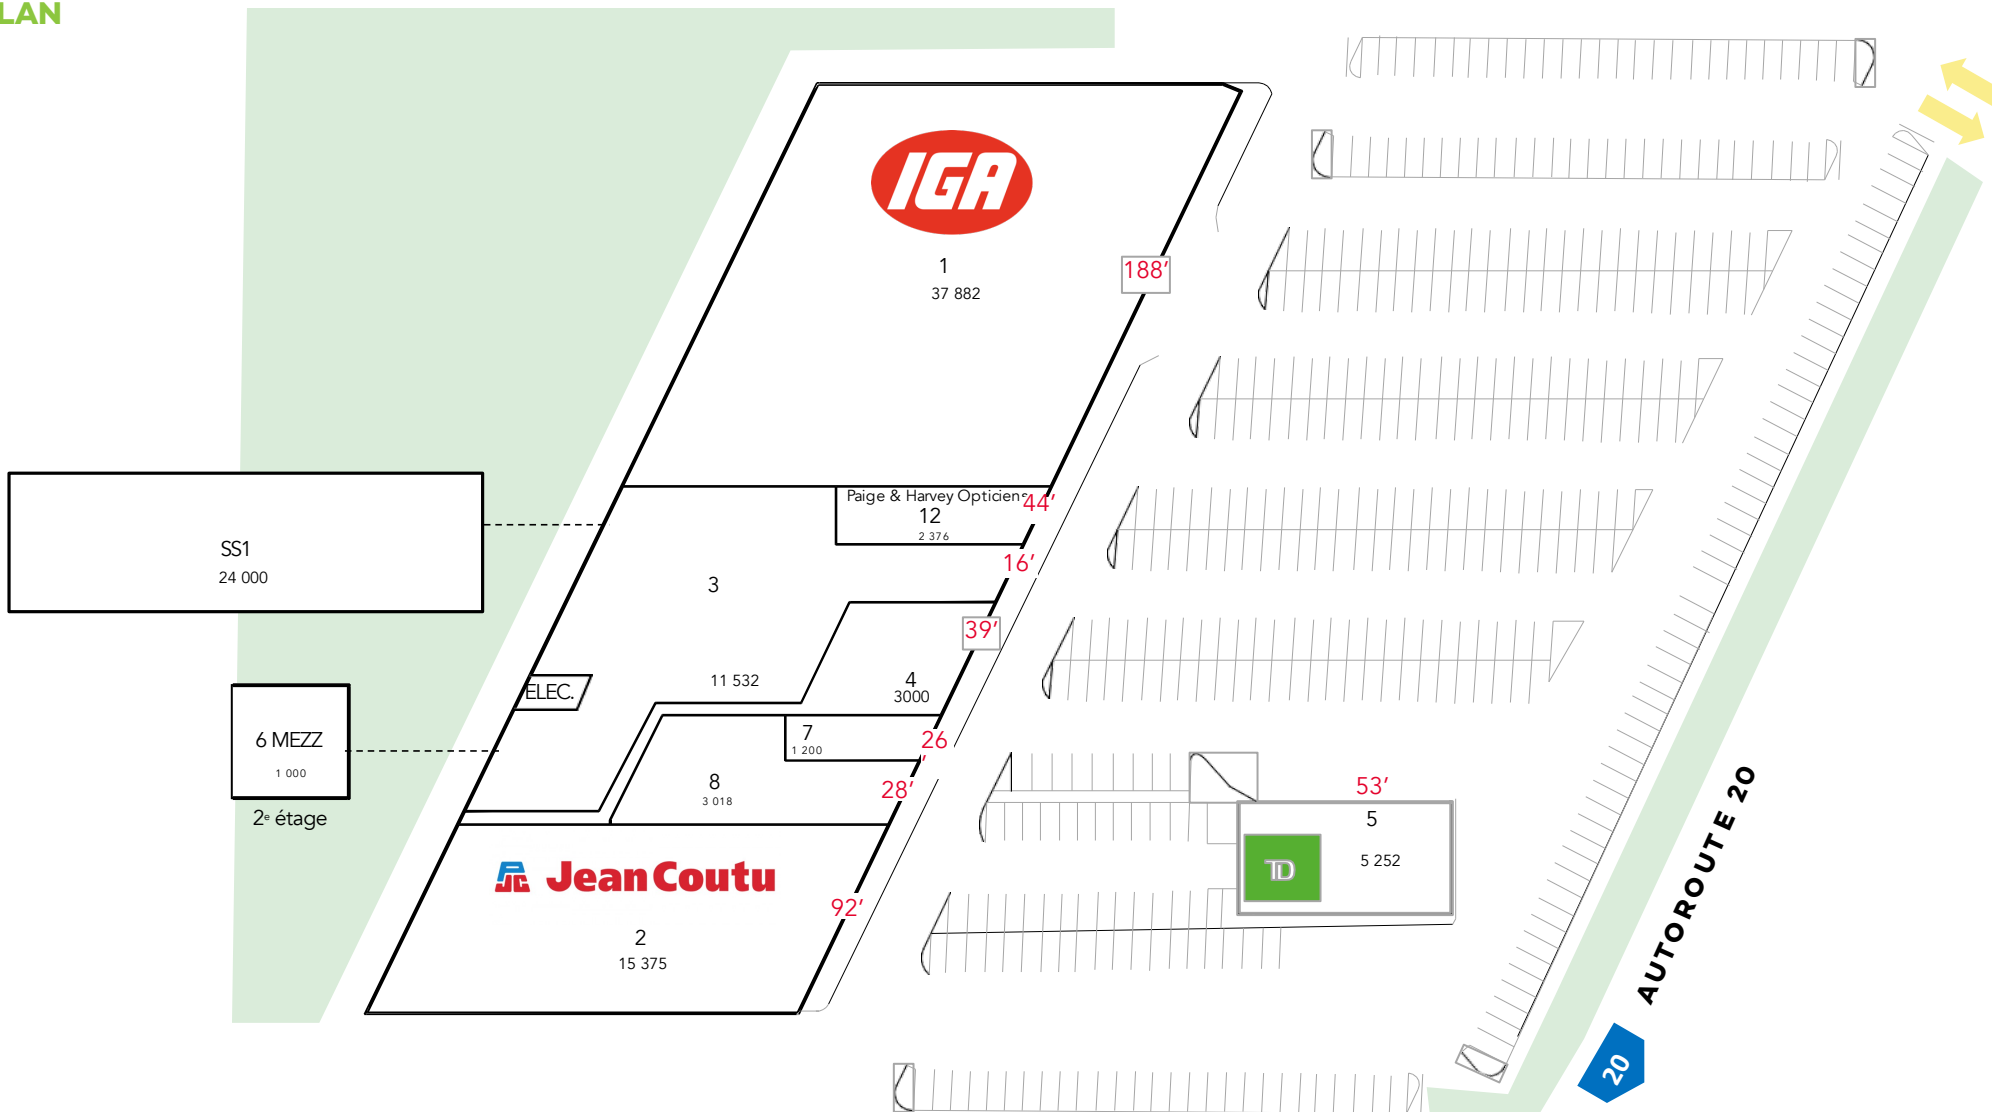 LAN
IGA
1
37 882
188'
Paige & Harvey Opticiens
44'
12
2 376
16'
SS1
24 000
3
39'
11 532
4
3000
ELEC.
6 MEZZ
1 000
2e étage
7
1 200
26
'
8
3 018
28'
53'
5
5 252
TD
PJC Jean Coutu
92'
2
15 375
AUTOROUTE 20
20